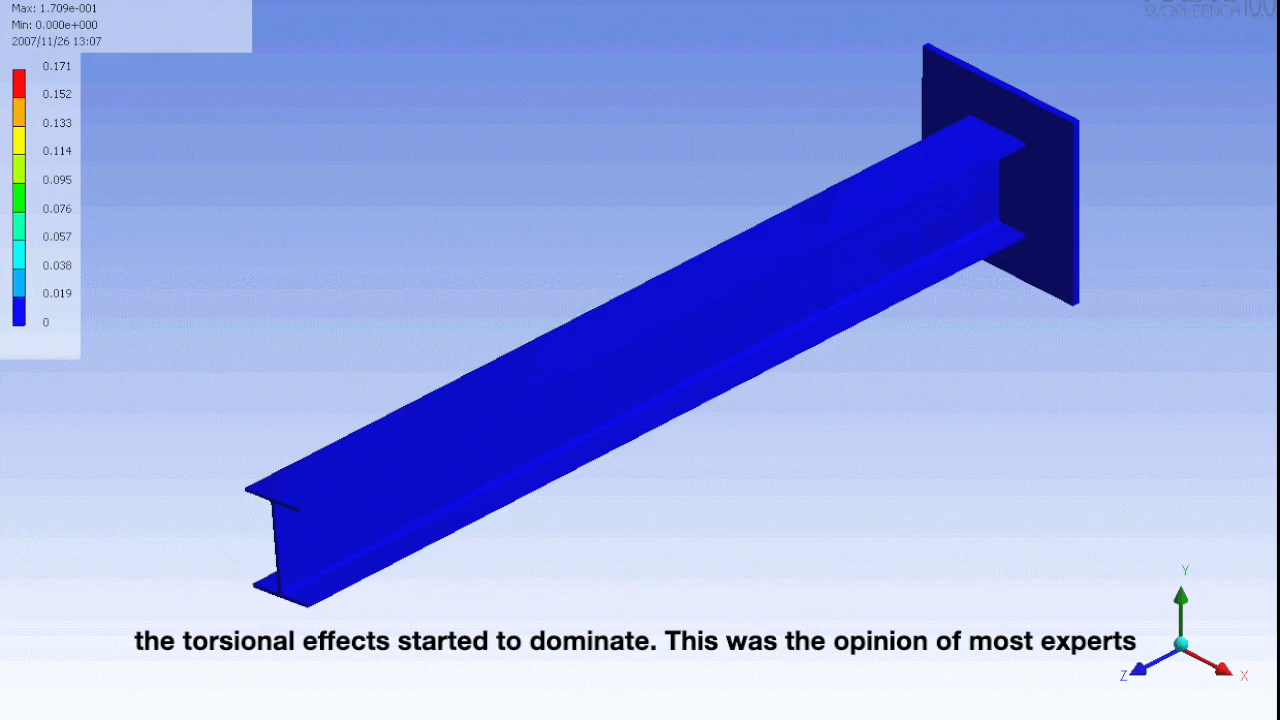 Max: 1.709e-001
Min: 0.000e+000
2007/11/26 13:07
0.171
0.152
0.133
0.114
0.095
0.076
0.057
0.038
0.019
0
WORKBENCH
Y
Z
X
the torsional effects started to dominate. This was the opinion of most experts